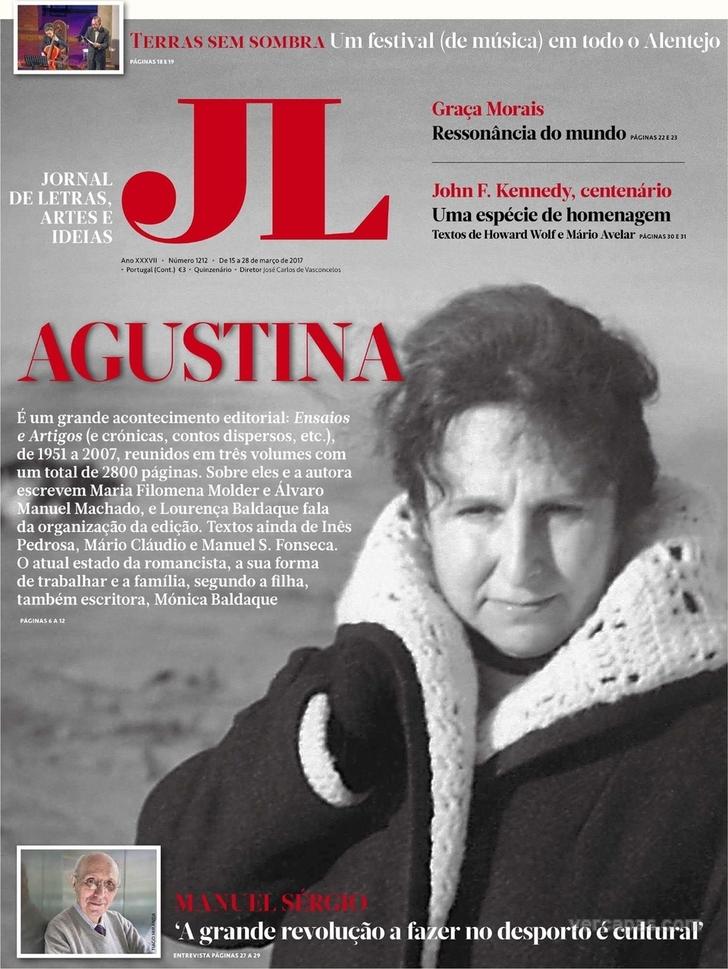 TERRAS SEM SOMBRA Um festival (de música) em todo o Alentejo
PÁGINAS 18 E 19
JORNAL
DE LETRAS,
ARTES E
IDEIAS
JL
Ano XXXVII • Número 1212 • De 15 a 28 de março de 2017
• Portugal (Cont.) €3 • Quinzenário • Diretor José Carlos de Vasconcelos
Graça Morais
Ressonância do mundo PÁGINAS 22 E 23
John F. Kennedy, centenário
Uma espécie de homenagem
Textos de Howard Wolf e Mário Avelar PÁGINAS 30 E 31
AGUSTINA
É um grande acontecimento editorial: Ensaios
e Artigos (e crónicas, contos dispersos, etc.),
de 1951 a 2007, reunidos em três volumes com
um total de 2800 páginas. Sobre eles e a autora
escrevem Maria Filomena Molder e Álvaro
Manuel Machado, e Lourença Baldaque fala
da organização da edição. Textos ainda de Inês
Pedrosa, Mário Cláudio e Manuel S. Fonseca.
O atual estado da romancista, a sua forma
de trabalhar e a família, segundo a filha,
também escritora, Mónica Baldaque
PÁGINAS 6 A 12
MANUEL SÉRGIO
‘A grande revolução a fazer no desporto é cultural’
ENTREVISTA PÁGINAS 27 A 29
vercapas.com